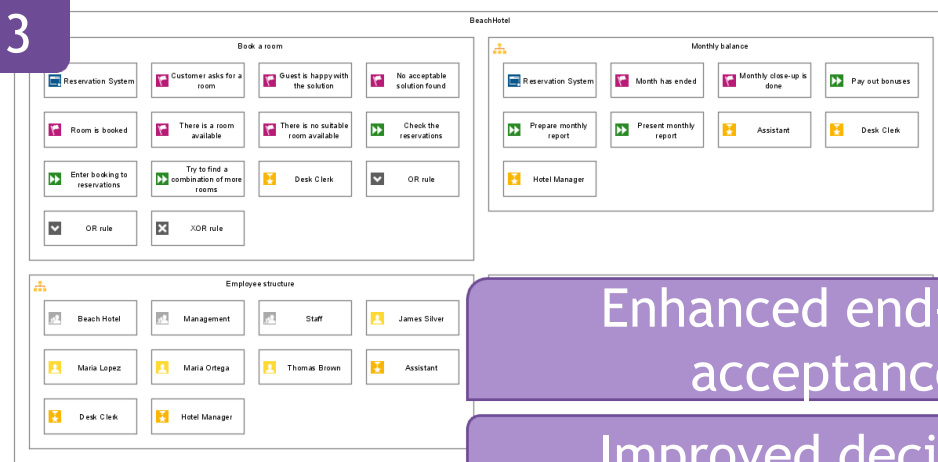 3
BeachHotel
Book a room
Reservation System
Customer asks for a
room
Guest is happy with
the solution
No acceptable
solution found
Room is booked
There is a room
available
There is no suitable
room available
Check the
reservations
Enter booking to
reservations
Try to find a
combination of more
rooms
Desk Clerk
OR rule
OR rule
XOR rule
Monthly balance
Reservation System
Month has ended
Monthly close-up is
done
Pay out bonuses
Prepare monthly
report
Present monthly
report
Assistant
Desk Clerk
Hotel Manager
Employee structure
Beach Hotel
Management
Staff
James Silver
Maria Lopez
Maria Ortega
Thomas Brown
Assistant
Desk Clerk
Hotel Manager
Enhanced end-
acceptance
Improved deci